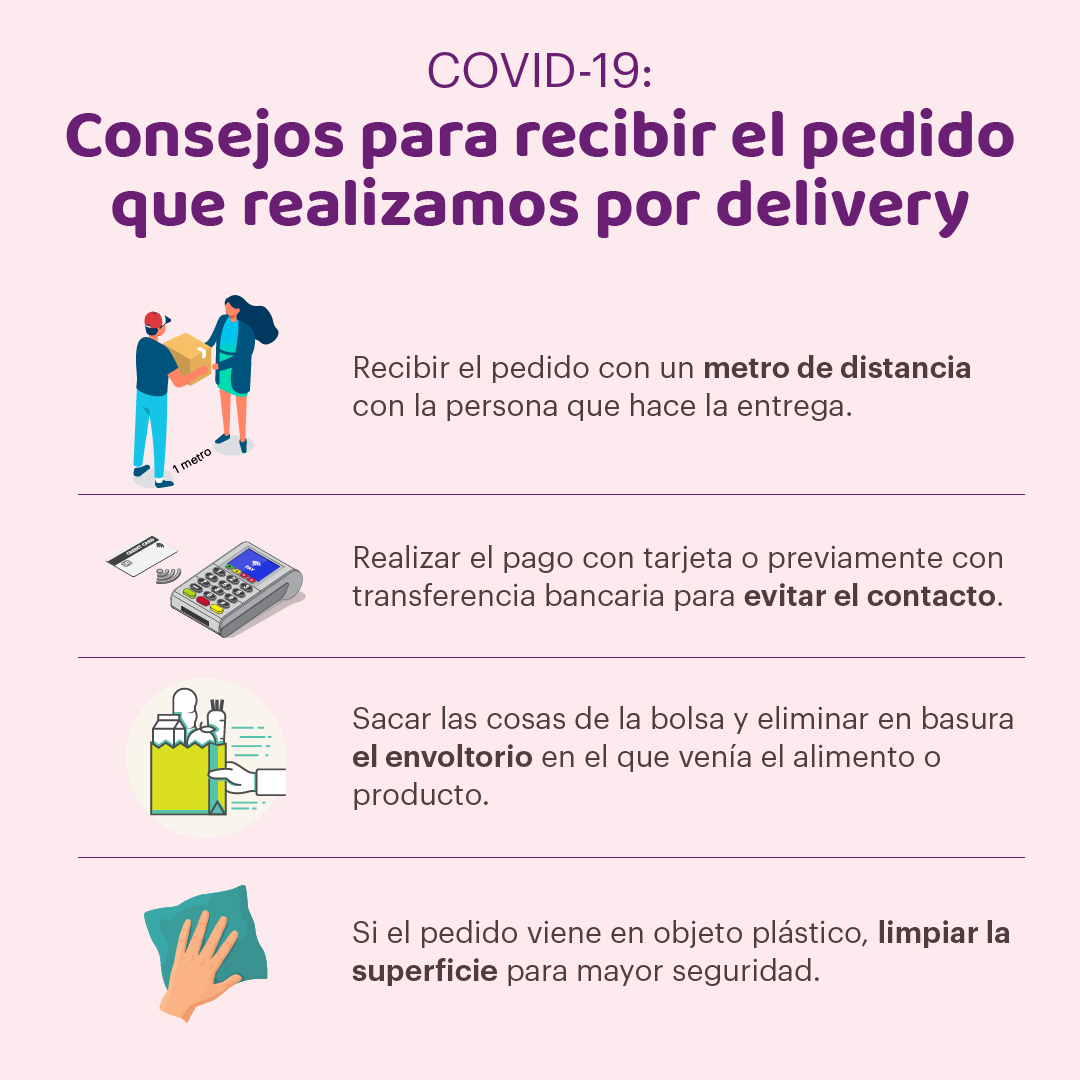 COVID-19:
Consejos para recibir el pedido
que realizamos por delivery
Recibir el pedido con un metro de distancia
con la persona que hace la entrega.
1 metro
Realizar el pago con tarjeta o previamente con
transferencia bancaria para evitar el contacto.
CREDIT CARD
PAY
Sacar las cosas de la bolsa y eliminar en basura
el envoltorio en el que venía el alimento o
producto.
Si el pedido viene en objeto plástico, limpiar la
superficie para mayor seguridad.